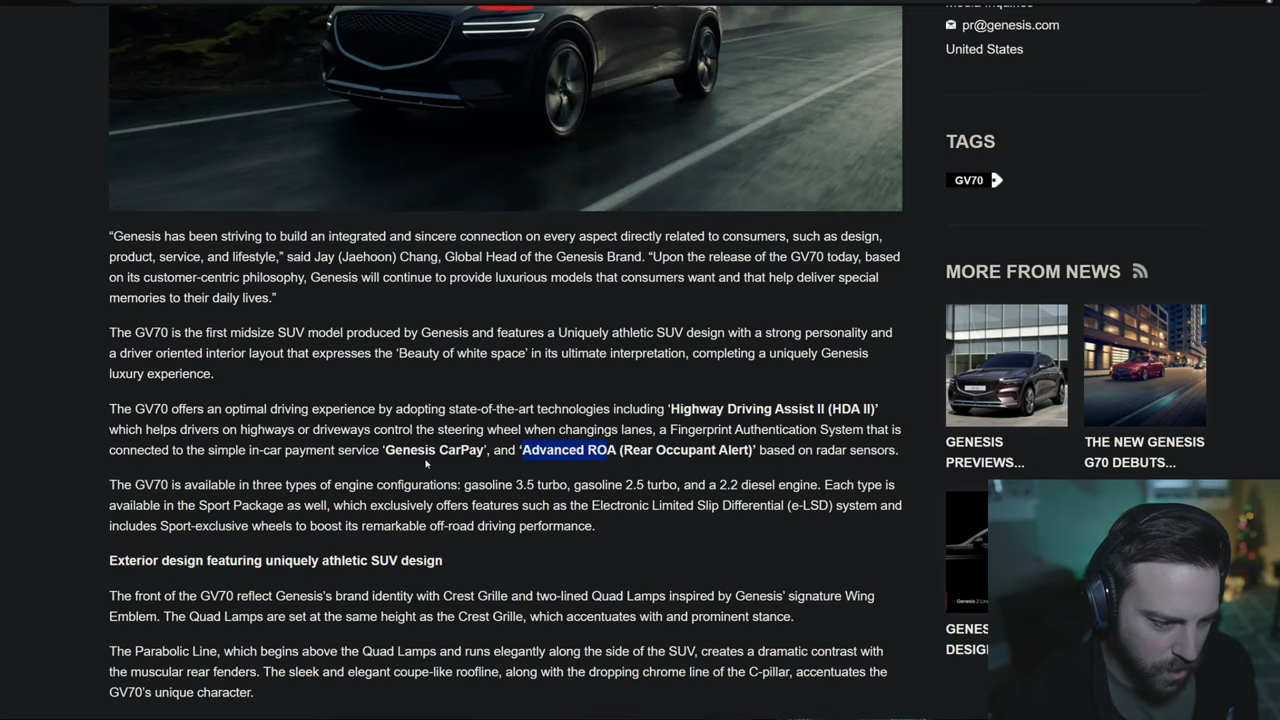 pr@genesis.com
United States
TAGS
GV70
“Genesis has been striving to build an integrated and sincere connection on every aspect directly related to consumers, such as design,
product, service, and lifestyle,” said Jay (Jaehoon) Chang, Global Head of the Genesis Brand. “Upon the release of the GV70 today, based
on its customer-centric philosophy, Genesis will continue to provide luxurious models that consumers want and that help deliver special
memories to their daily lives.”
The GV70 is the first midsize SUV model produced by Genesis and features a Uniquely athletic SUV design with a strong personality and
a driver oriented interior layout that expresses the ‘Beauty of white space’ in its ultimate interpretation, completing a uniquely Genesis
luxury experience.
The GV70 offers an optimal driving experience by adopting state-of-the-art technologies including ‘Highway Driving Assist II (HDA II)’
which helps drivers on highways or driveways control the steering wheel when changings lanes, a Fingerprint Authentication System that is
connected to the simple in-car payment service ‘Genesis CarPay’, and ‘Advanced ROA (Rear Occupant Alert)’ based on radar sensors.
The GV70 is available in three types of engine configurations: gasoline 3.5 turbo, gasoline 2.5 turbo, and a 2.2 diesel engine. Each type is
available in the Sport Package as well, which exclusively offers features such as the Electronic Limited Slip Differential (e-LSD) system and
includes Sport-exclusive wheels to boost its remarkable off-road driving performance.
Exterior design featuring uniquely athletic SUV design
The front of the GV70 reflect Genesis’s brand identity with Crest Grille and two-lined Quad Lamps inspired by Genesis’ signature Wing
Emblem. The Quad Lamps are set at the same height as the Crest Grille, which accentuates with and prominent stance.
The Parabolic Line, which begins above the Quad Lamps and runs elegantly along the side of the SUV, creates a dramatic contrast with
the muscular rear fenders. The sleek and elegant coupe-like roofline, along with the dropping chrome line of the C-pillar, accentuates the
GV70’s unique character.
MORE FROM NEWS
GENESIS
PREVIEWS...
THE NEW GENESIS
G70 DEBUTS...
GENES
DESIG